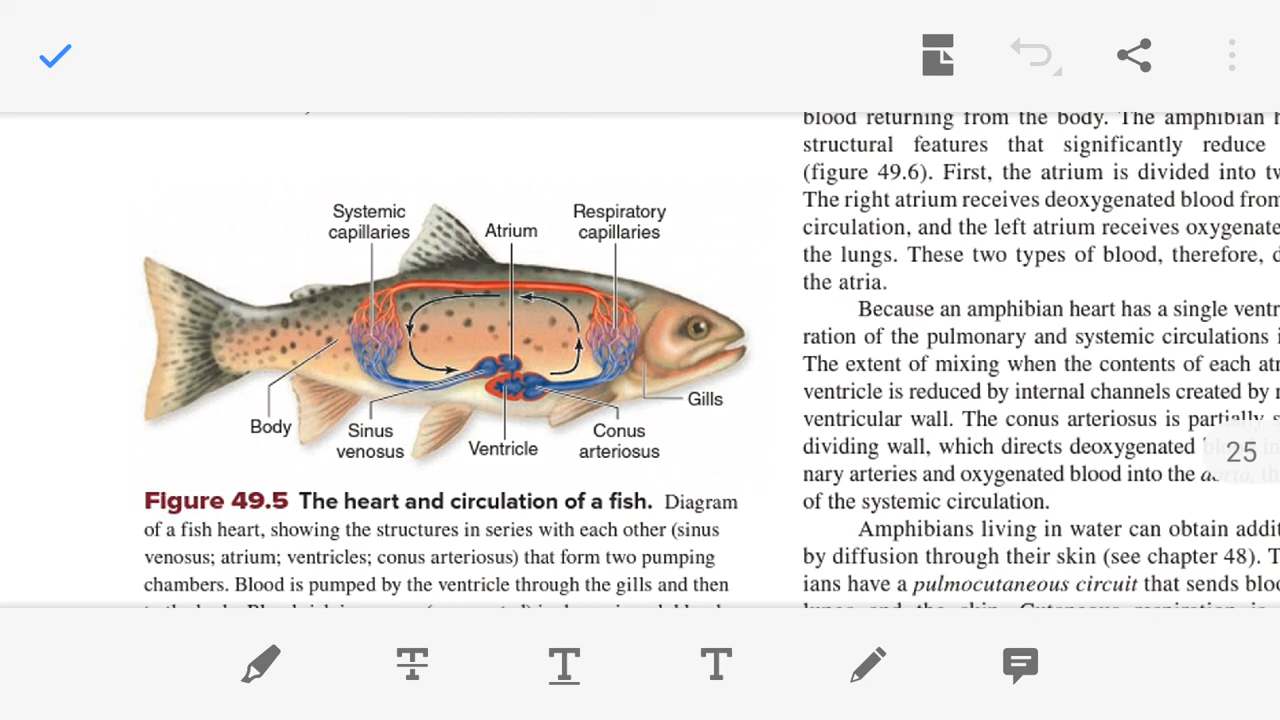 Systemic
capillaries
Atrium
Respiratory
capillaries
Body
Sinus
venosus
Ventricle
Conus
arteriosus
Gills
Figure 49.5 The heart and circulation of a fish. Diagram
of a fish heart, showing the structures in series with each other (sinus
venosus; atrium; ventricles; conus arteriosus) that form two pumping
chambers. Blood is pumped by the ventricle through the gills and then
blood returning from the body. The amphibian
structural features that significantly reduce
(figure 49.6). First, the atrium is divided into
The right atrium receives deoxygenated blood from
circulation, and the left atrium receives
the lungs. These two types of blood, therefore,
the atria.
Because an amphibian heart has a single
ration of the pulmonary and systemic circulations
The extent of mixing when the contents of each
ventricle is reduced by internal channels created by
ventricular wall. The conus arteriosus is partially
dividing wall, which directs deoxygenated
nary arteries and oxygenated blood into the
of the systemic circulation.
Amphibians living in water can obtain
by diffusion through their skin (see chapter 48).
ians have a pulmocutaneous circuit that sends
25